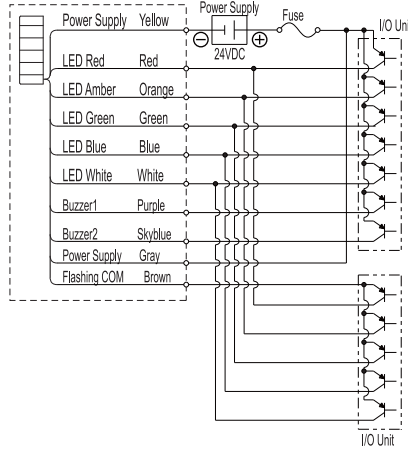 Power Supply
Power Supply Yellow
Fuse
I/O Uni
⊖ ⊕
24VDC
LED Red Red
LED Amber Orange
LED Green Green
LED Blue Blue
LED White White
Buzzer1 Purple
Buzzer2 Skyblue
Power Supply Gray
Flashing COM Brown
I/O Unit